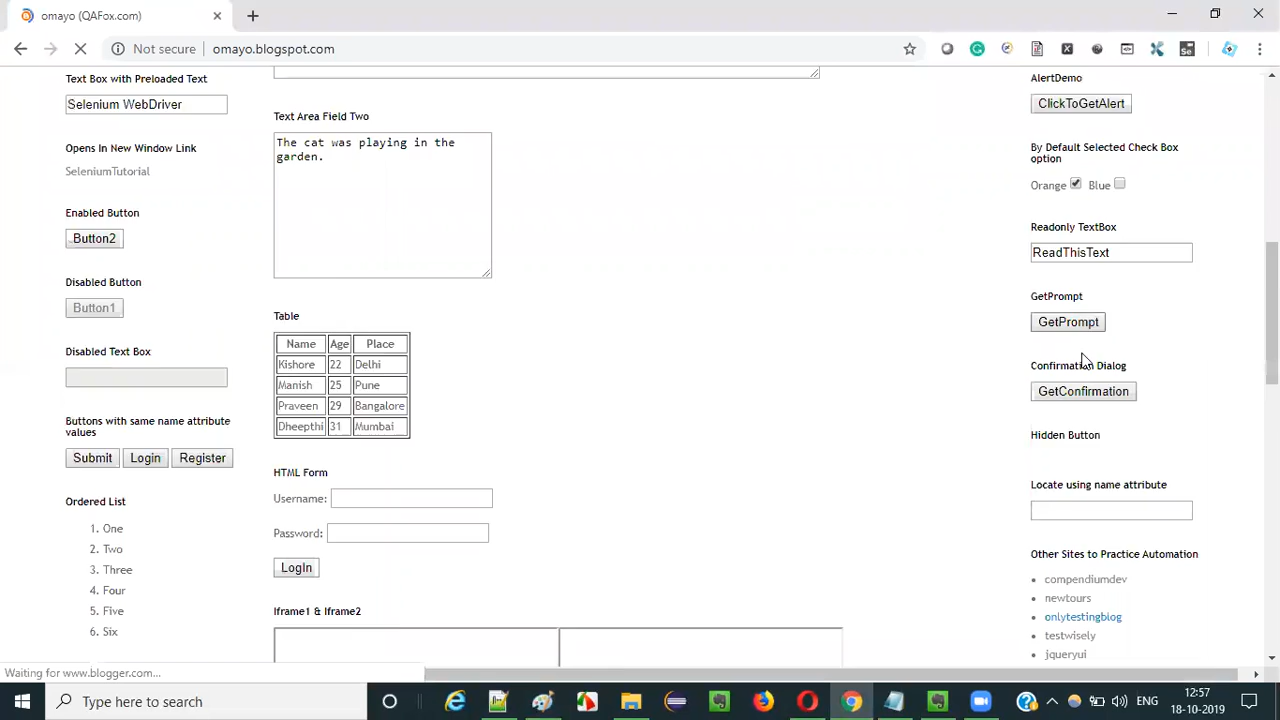 omayo (QAFox.com)
Not secure omayo.blogspot.com
Text Box with Preloaded Text
Selenium WebDriver
Opens In New Window Link
SeleniumTutorial
Enabled Button
Button2
Disabled Button
Button1
Disabled Text Box
Buttons with same name attribute
values
Submit Login Register
Ordered List
1. One
2. Two
3. Three
4. Four
5. Five
6. Six
Text Area Field Two
The cat was playing in the
garden.
Table
Name Age Place
Kishore 22 Delhi
Manish 25 Pune
Praveen 29 Bangalore
Dheepthi 31 Mumbai
HTML Form
Username:
Password:
LogIn
Iframe1 & Iframe2
AlertDemo
ClickToGetAlert
By Default Selected Check Box
option
Orange Blue
Readonly TextBox
ReadThisText
GetPrompt
GetPrompt
Confirmation Dialog
GetConfirmation
Hidden Button
Locate using name attribute
Other Sites to Practice Automation
compendiumdev
newtours
onlytestingblog
testwisely
jqueryui
Waiting for www.blogger.com...
Type here to search
ENG
12:57
18-10-2019